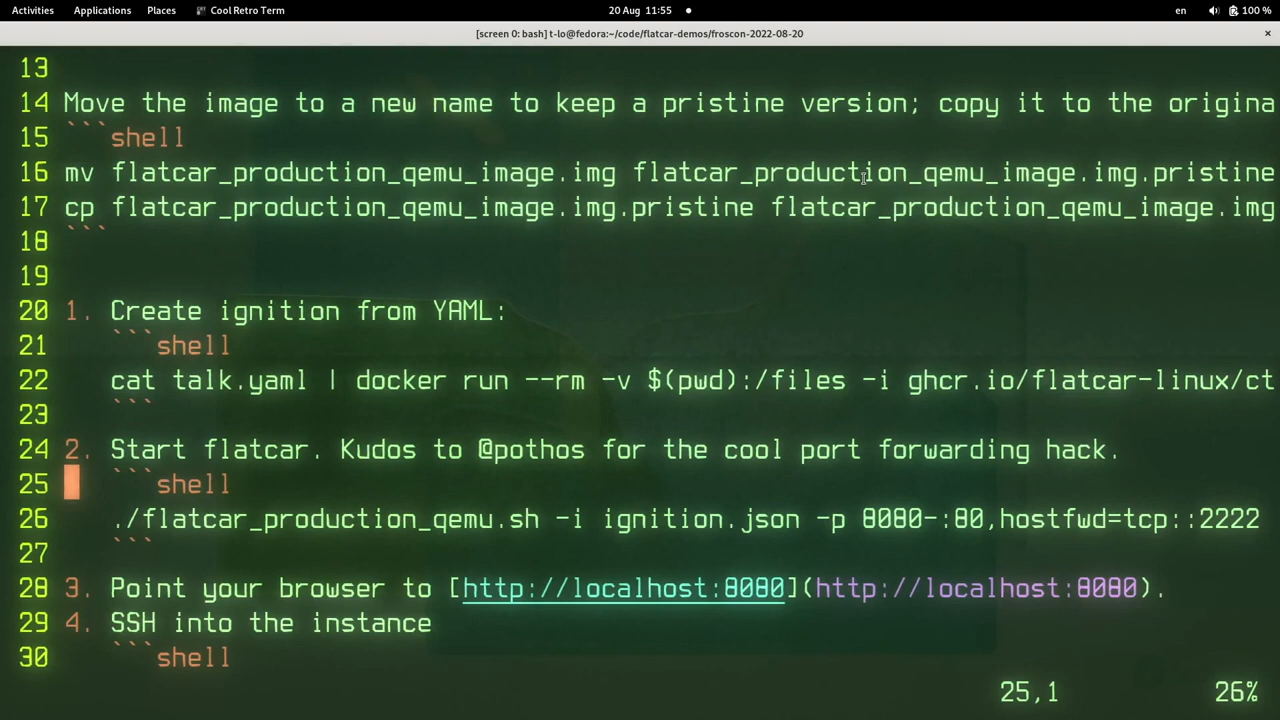 Activities Applications Places Cool Retro Term 20 Aug 11:55 en 100 %
[screen 0: bash] t-lo@fedora:~/code/flatcar-demos/froscon-2022-08-20 ×
13
14 Move the image to a new name to keep a pristine version; copy it to the origina
15 ```shell
16 mv flatcar_production_qemu_image.img flatcar_production_qemu_image.img.pristine
17 cp flatcar_production_qemu_image.img.pristine flatcar_production_qemu_image.img
18 ```
19
20 1. Create ignition from YAML:
21 ```shell
22 cat talk.yaml | docker run --rm -v $(pwd):/files -i ghcr.io/flatcar-linux/ct
23 ```
24 2. Start flatcar. Kudos to @pothos for the cool port forwarding hack.
25 ```shell
26 ./flatcar_production_qemu.sh -i ignition.json -p 8080-:80,hostfwd=tcp::2222
27 ```
28 3. Point your browser to [http://localhost:8080](http://localhost:8080).
29 4. SSH into the instance
30 ```shell
25,1 26%